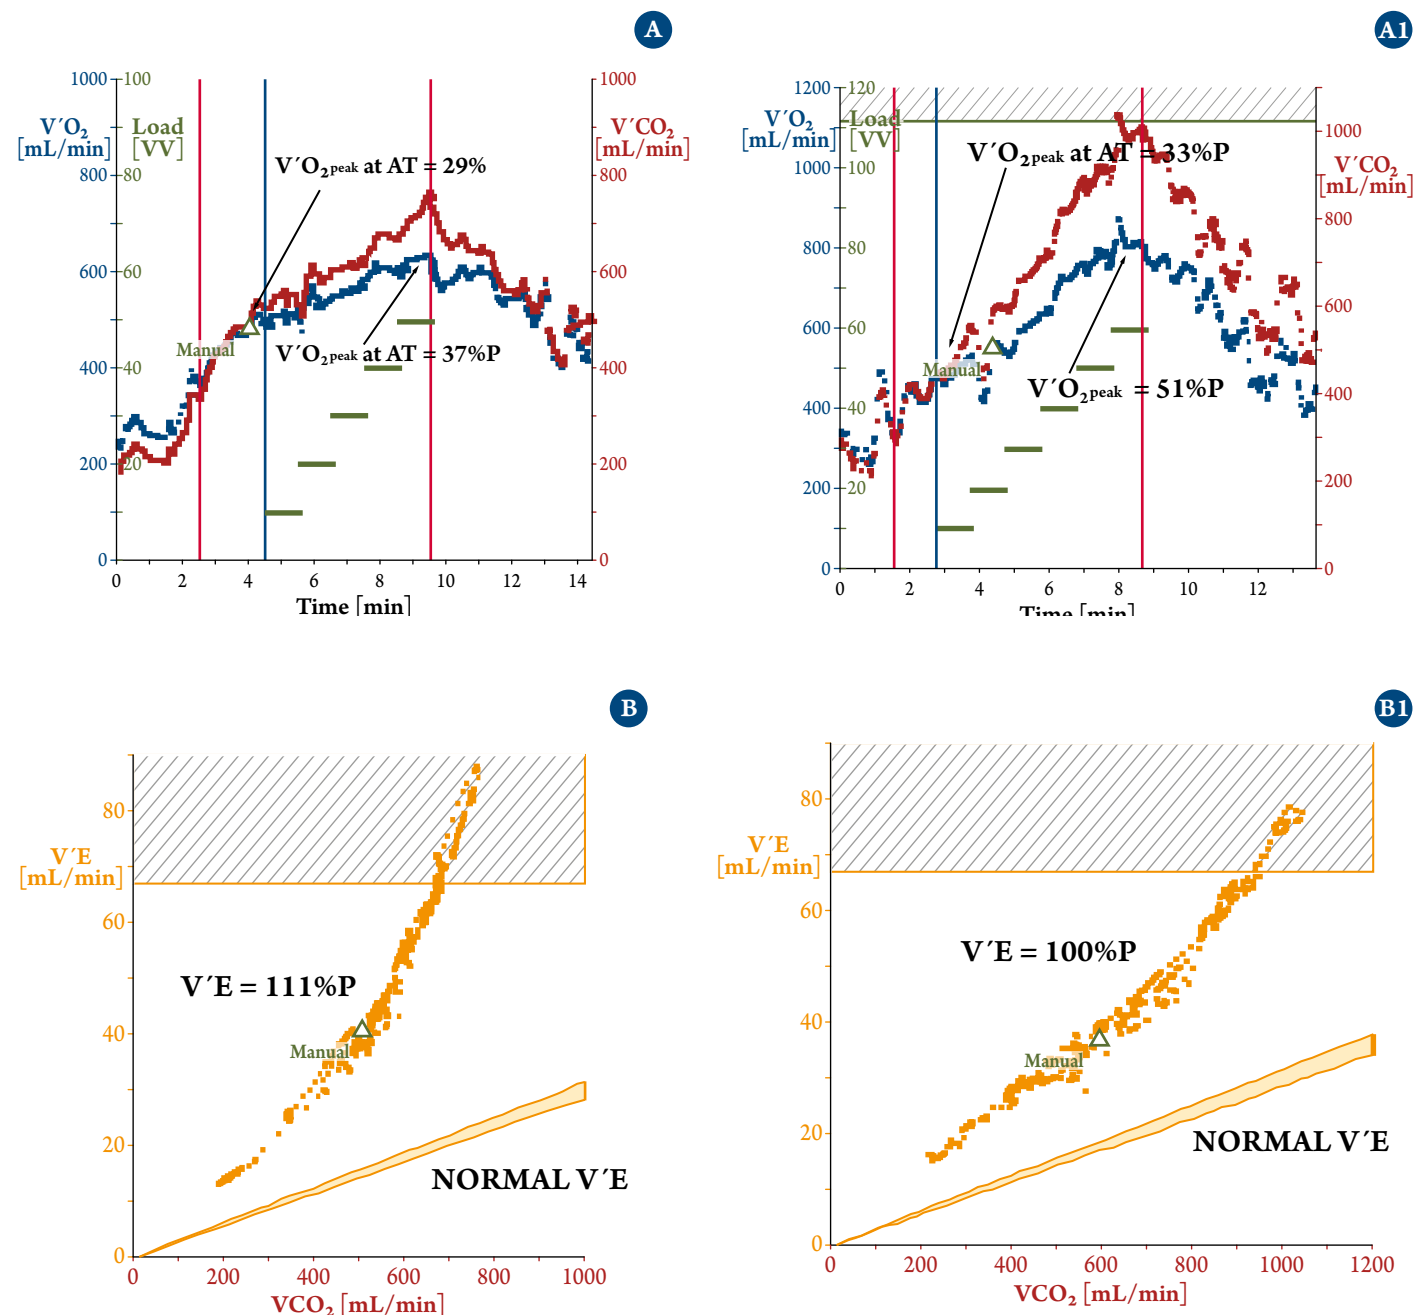 A
1000
100
1000
V´O2
[mL/min]
Load
[VV]
V´CO2
[mL/min]
800
80
800
V´O2peak at AT = 29%
600
60
600
Manual
V´O2peak at AT = 37%P
400
40
400
200
20
200
0
0
0 2 4 6 8 10 12 14
Time [min]
A1
1200
120
V´O2
[mL/min]
Load
[VV]
1000
V´CO2
[mL/min]
V´O2peak at AT = 33%P
1000
100
800
80
800
600
60
600
Manual
V´O2peak = 51%P
400
40
400
200
20
200
0
0
0 2 4 6 8 10 12
Time [min]
B
80
V´E
[mL/min]
60
V´E = 111%P
40
Manual
20
NORMAL V´E
0
0 200 400 600 800 1000
VCO2 [mL/min]
B1
80
V´E
[mL/min]
60
V´E = 100%P
40
Manual
20
NORMAL V´E
0
0 200 400 600 800 1000 1200
VCO2 [mL/min]